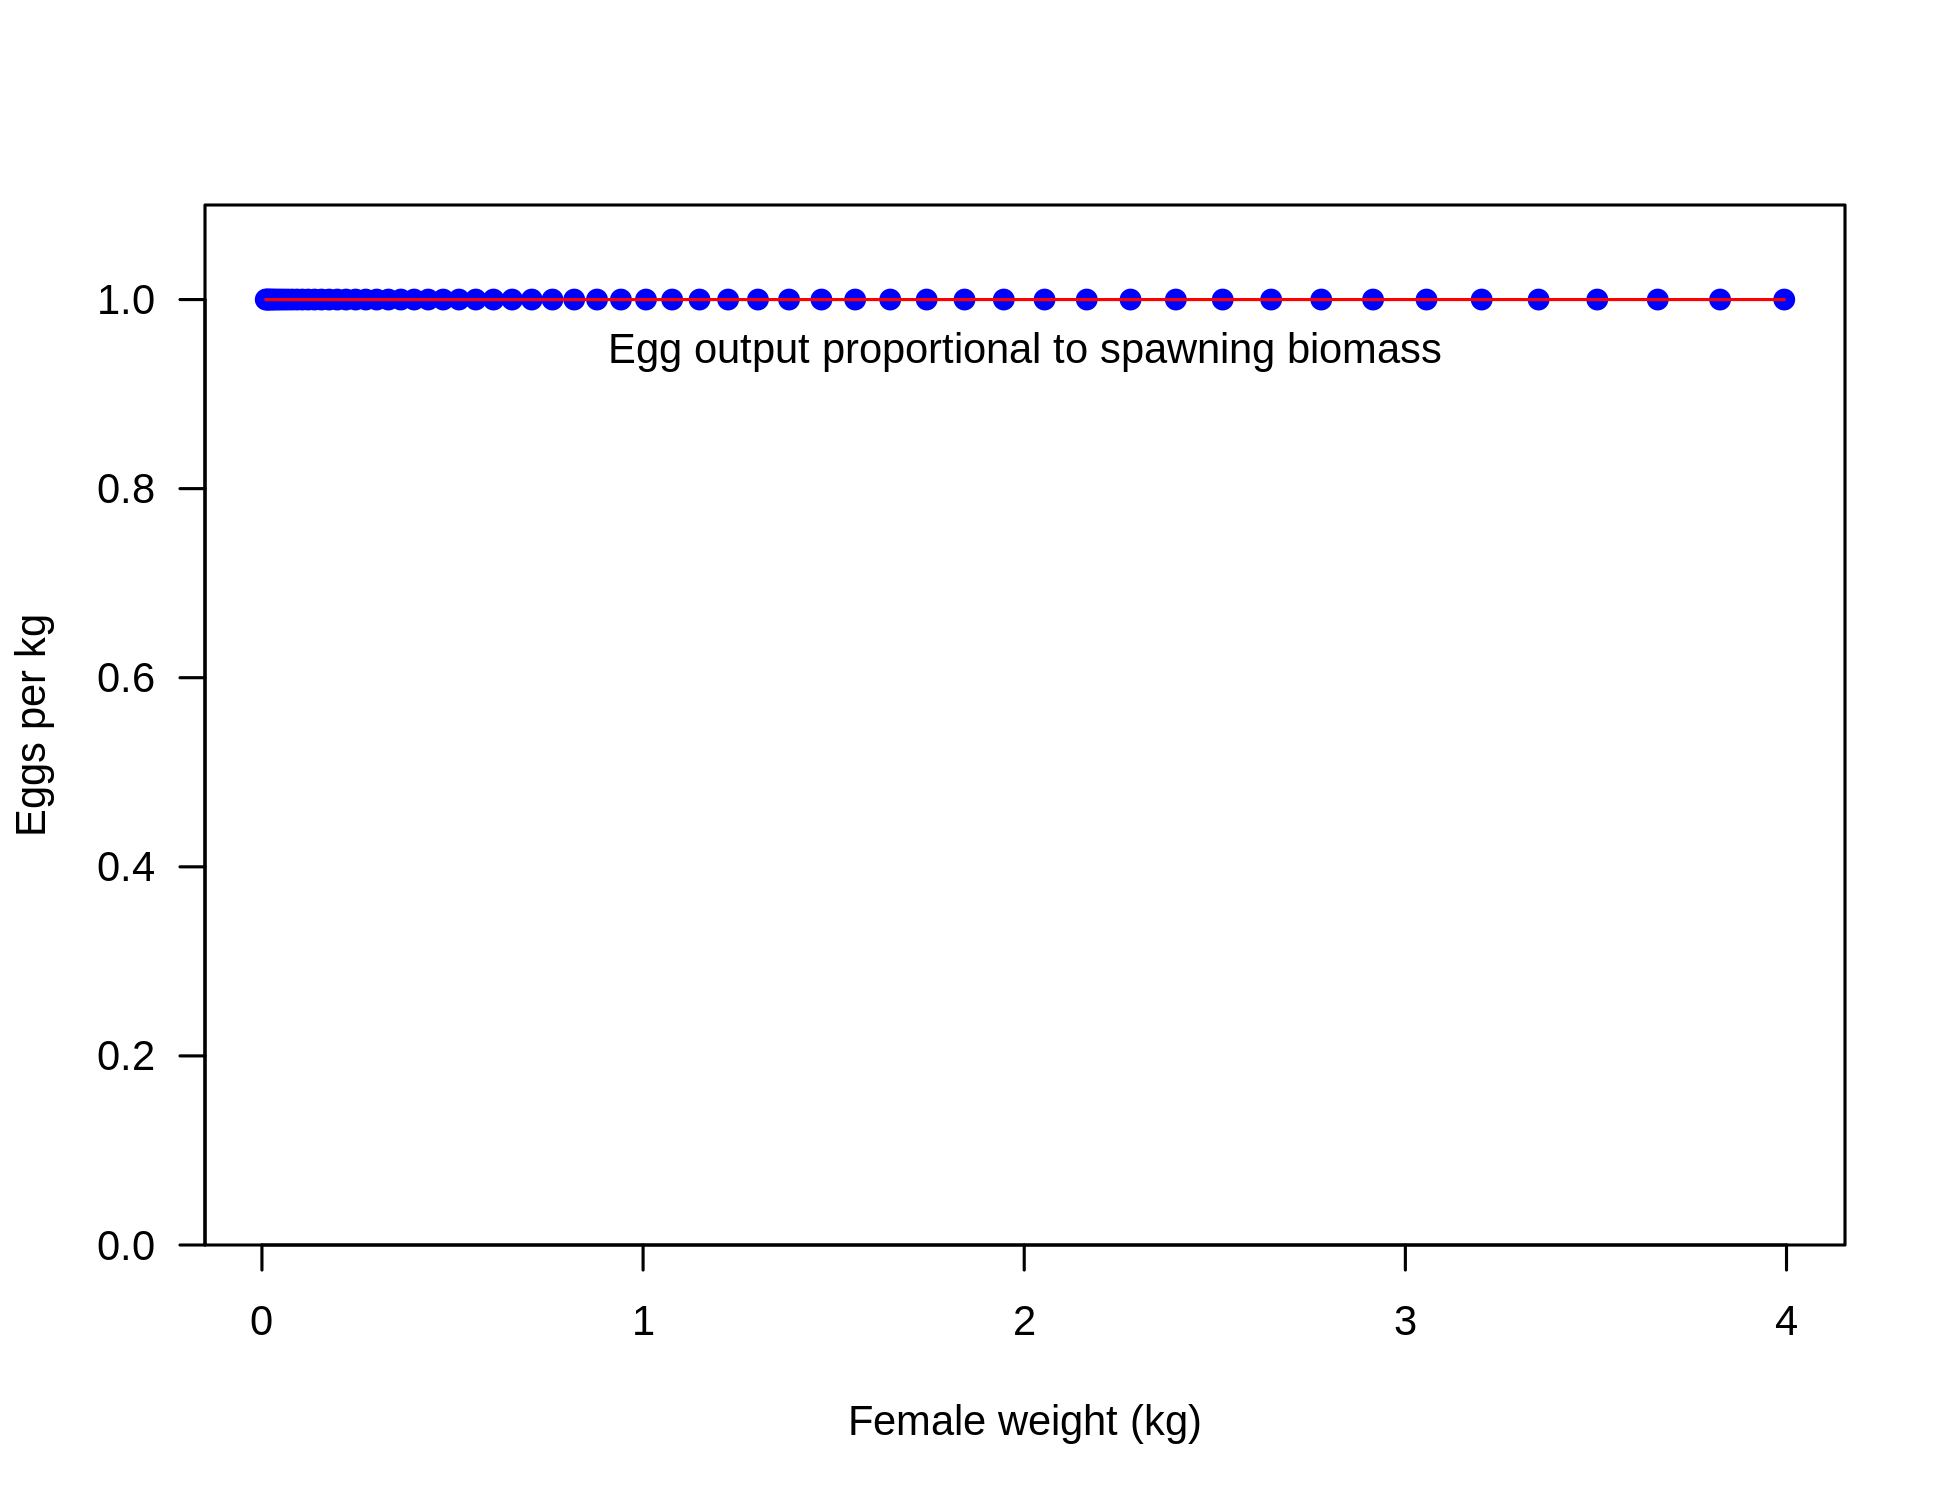 1.0
Egg output proportional to spawning biomass
0.8
0.6
0.4
0.2
0.0
Eggs per kg
0 1 2 3 4
Female weight (kg)